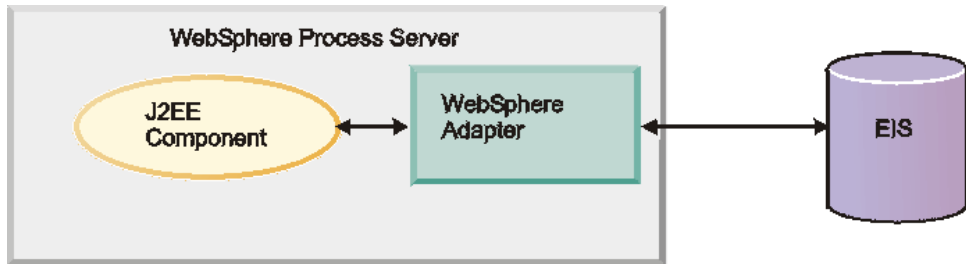 WebSphere Process Server
J2EE
Component
WebSphere
Adapter
EIS